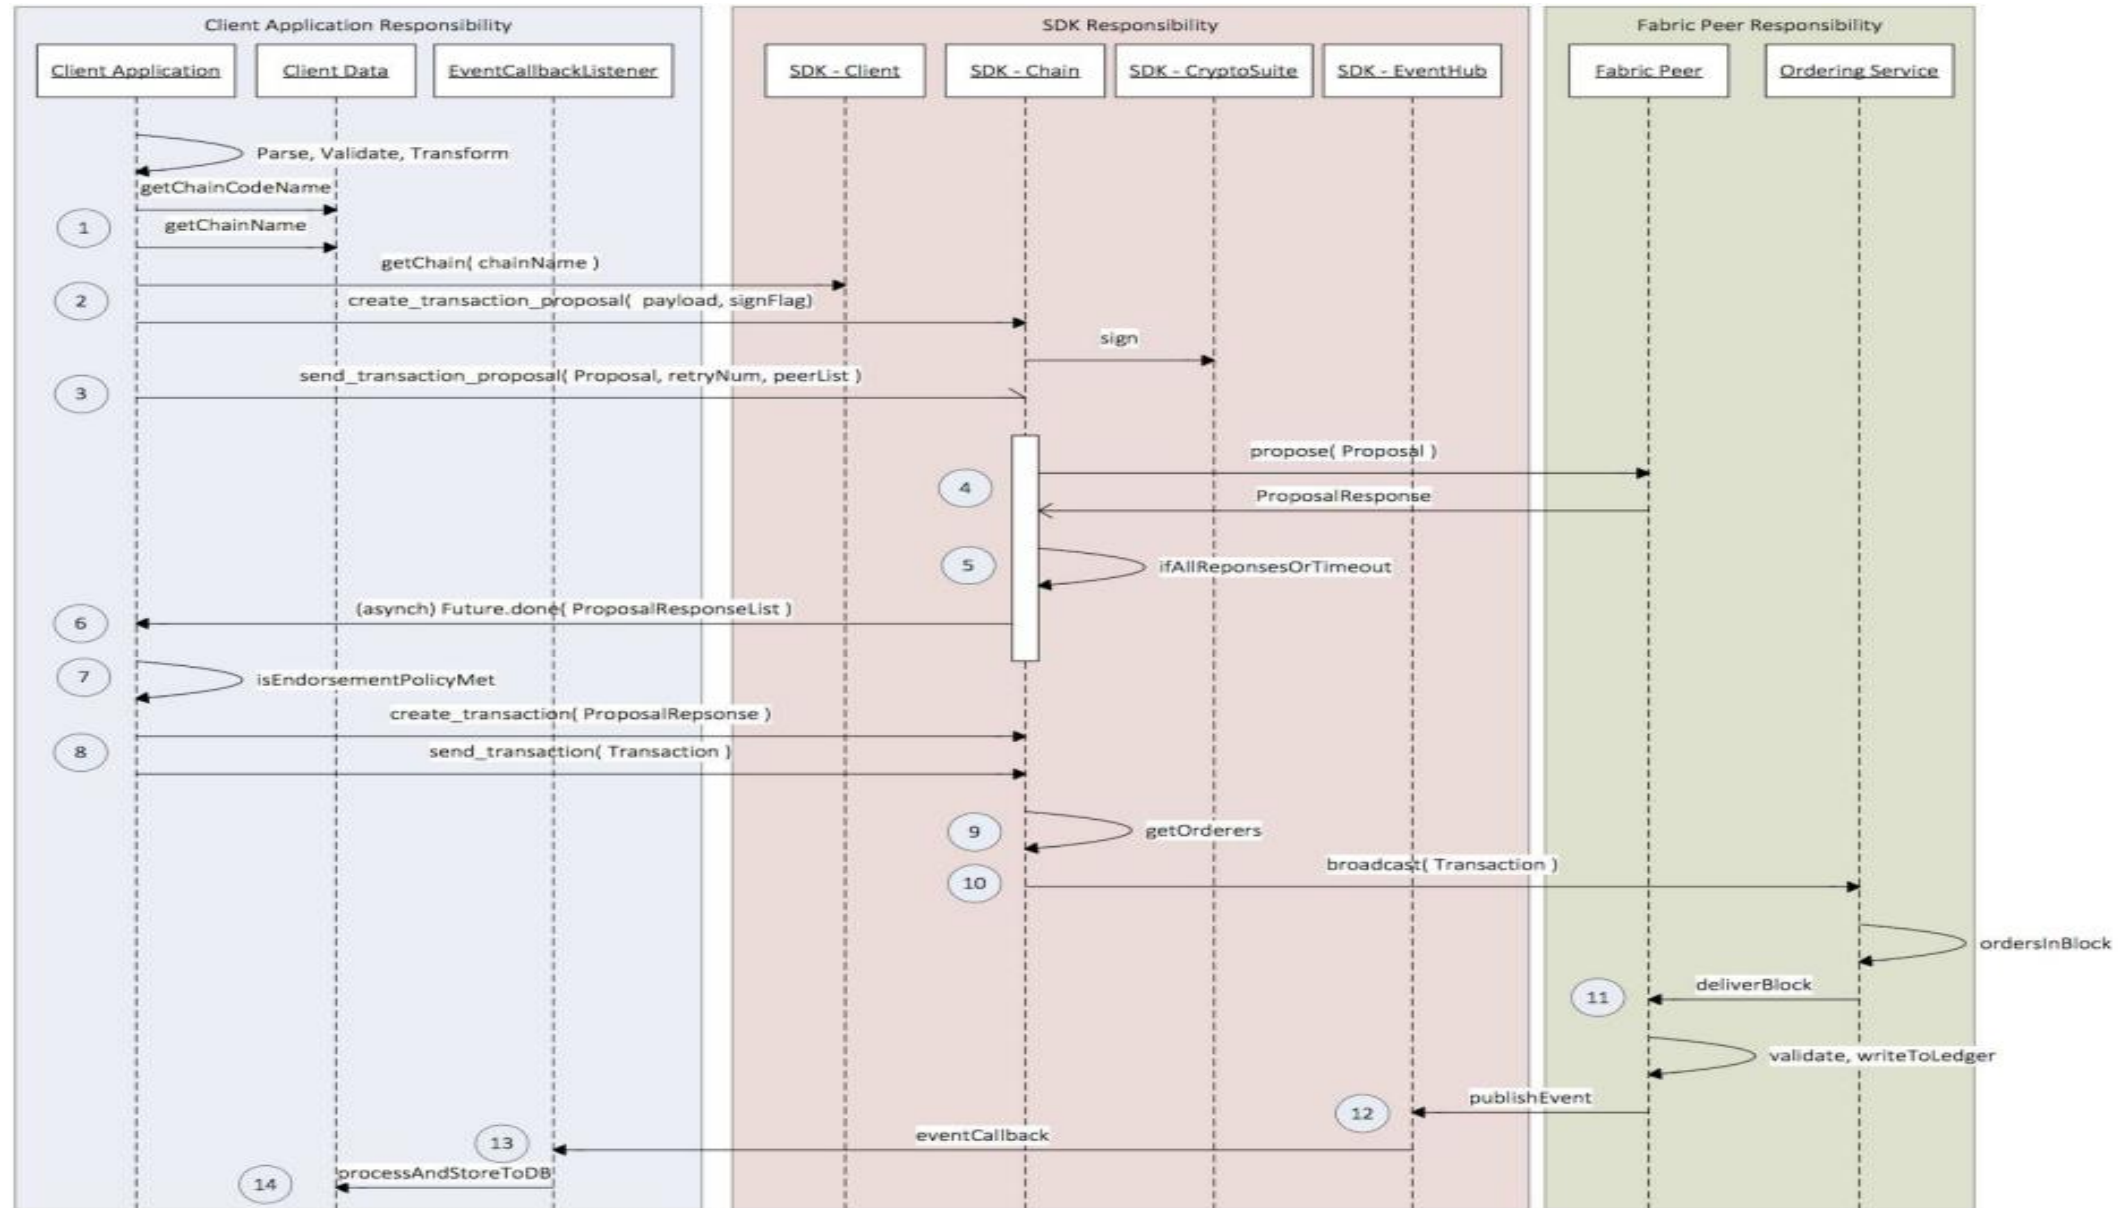 Client Application Responsibility
SDK Responsibility
Fabric Peer Responsibility
Client Application
Client Data
EventCallbackListener
SDK - Client
SDK - Chain
SDK - CryptoSuite
SDK - EventHub
Fabric Peer
Ordering Service
Parse, Validate, Transform
getChainCodeName
1
getChainName
getChain( chainName )
2
create_transaction_proposal( payload, signFlag)
sign
send_transaction_proposal( Proposal, retryNum, peerList )
3
propose( Proposal )
4
ProposalResponse
5
ifAllReponsesOrTimeout
(asynch) Future.done( ProposalResponseList )
6
7
isEndorsementPolicyMet
create_transaction( ProposalRepsonse )
8
send_transaction( Transaction )
9
getOrderers
broadcast( Transaction )
10
ordersInBlock
deliverBlock
11
validate, writeToLedger
publishEvent
12
eventCallback
13
processAndStoreToDB
14